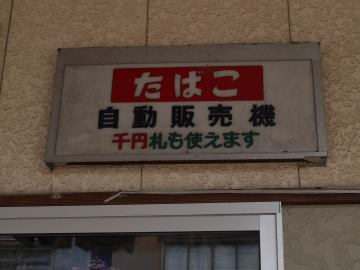 たばこ
自動販売機
千円札も使えます